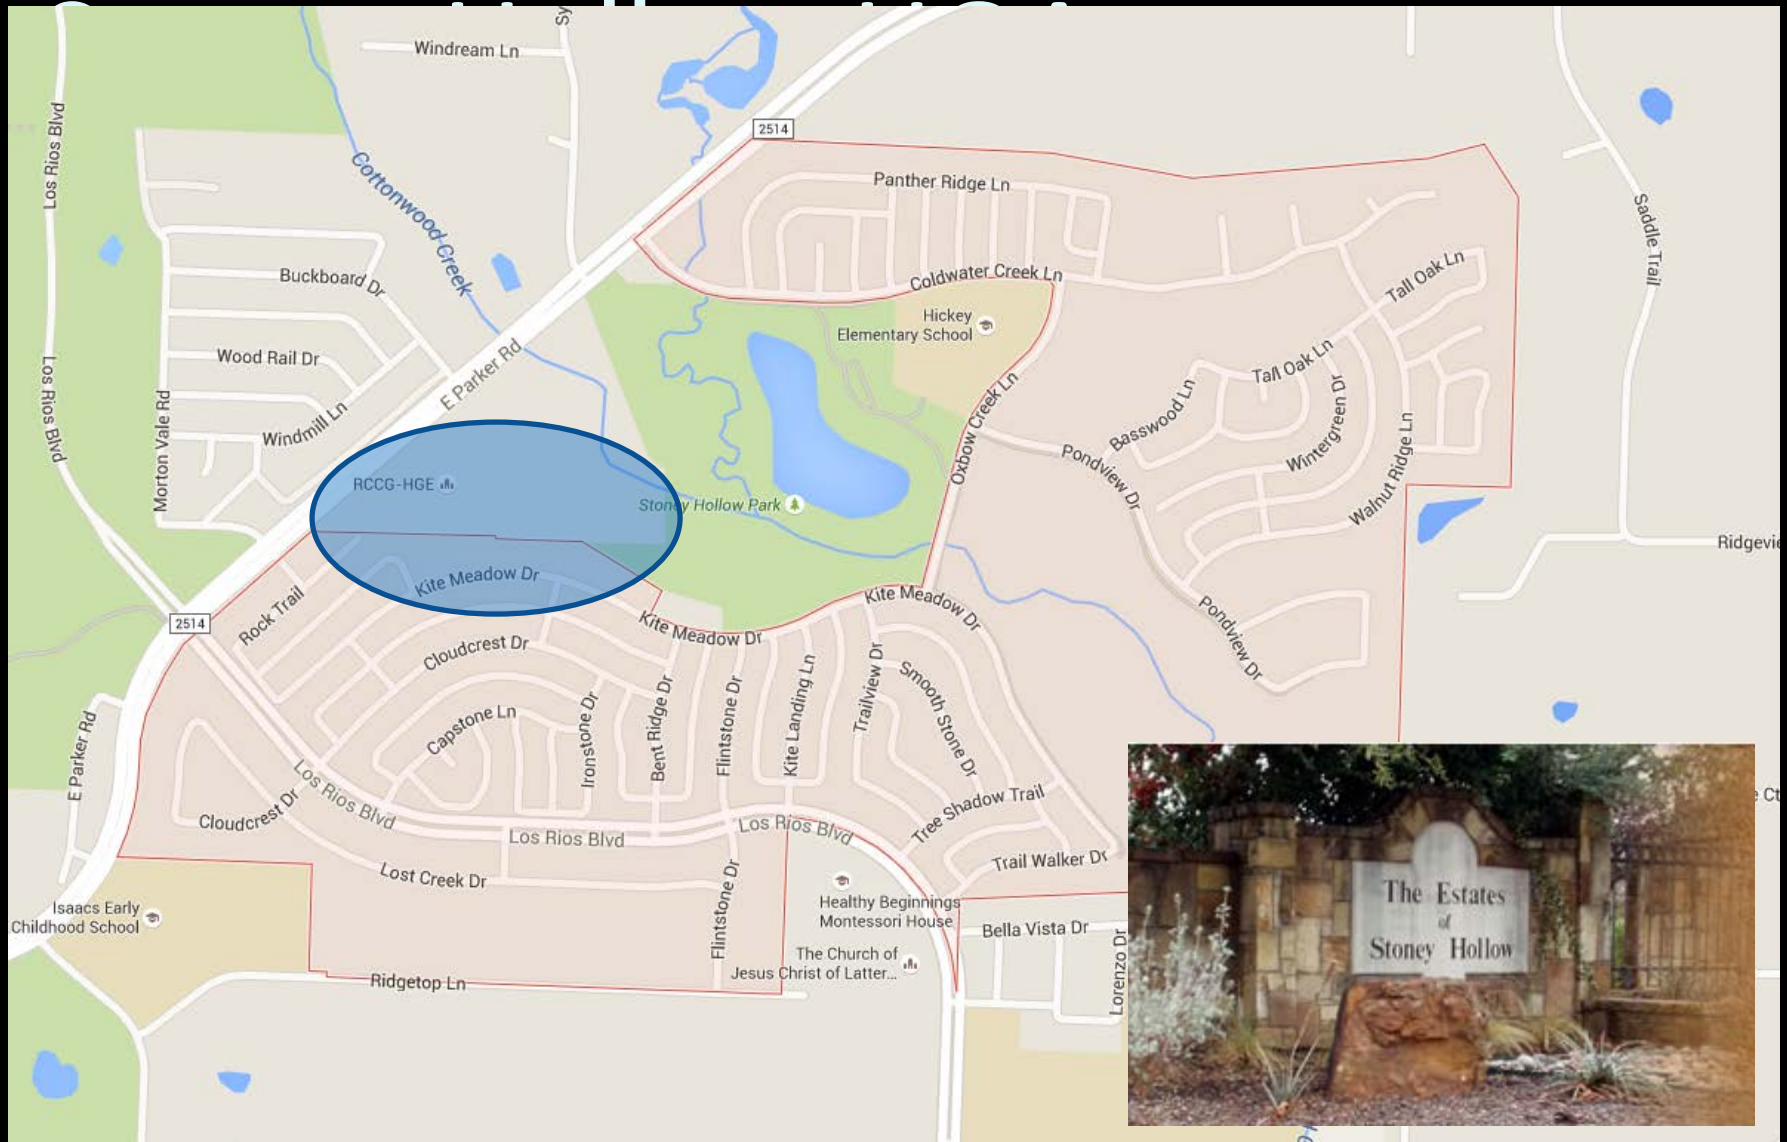 Windream Ln
Sy
2514
Los Rios Blvd
Cottonwood Creek
Panther Ridge Ln
Saddle Trail
Buckboard Dr
Coldwater Creek Ln
Tall Oak Ln
Hickey
Elementary School
Wood Rail Dr
E Parker Rd
Los Rios Blvd
Tall Oak Ln
Basswood Ln
Wintergreen Dr
Morton Vale Rd
Windmill Ln
Oxbow Creek Ln
Pondview Dr
Walnut Ridge Ln
RCCG-HGE
Stoney Hollow Park
Ridgevie
Kite Meadow Dr
Rock Trail
2514
Kite Meadow Dr
Kite Meadow Dr
Pondview Dr
Cloudcrest Dr
Bent Ridge Dr
Flintstone Dr
Kite Landing Ln
Trailview Dr
Smooth Stone Dr
Capstone Ln
Ironstone Dr
E Parker Rd
Los Rios Blvd
Cloudcrest Dr
Los Rios Blvd
Los Rios Blvd
Tree Shadow Trail
e Ct
Trail Walker Dr
Lost Creek Dr
Flintstone Dr
Healthy Beginnings
Montessori House
Isaacs Early
Childhood School
Bella Vista Dr
Lorenzo Dr
The Church of
Jesus Christ of Latter...
Ridgetop Ln
The Estates
of
Stoney Hollow